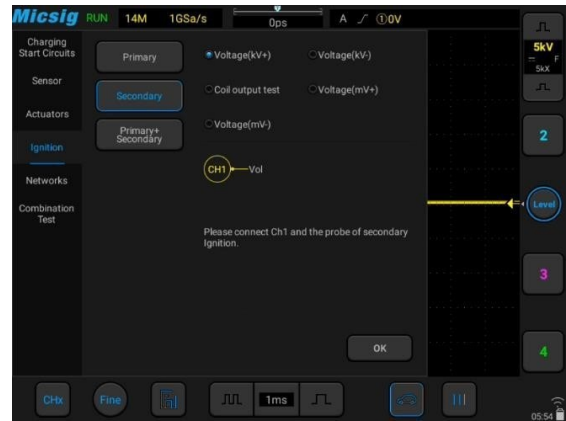 Micsig RUN 14M 1GSa/s 0ps A ①0V
Charging
Start Circuits
Sensor
Actuators
Ignition
Networks
Combination
Test
Primary
Secondary
Primary+
Secondary
Voltage(kV+) Voltage(kV-)
Coil output test Voltage(mV+)
Voltage(mV-)
CH1 Vol
Please connect Ch1 and the probe of secondary
Ignition.
OK
5kV
F
5kX
2
Level
3
4
CHx Fine 1ms
05:54